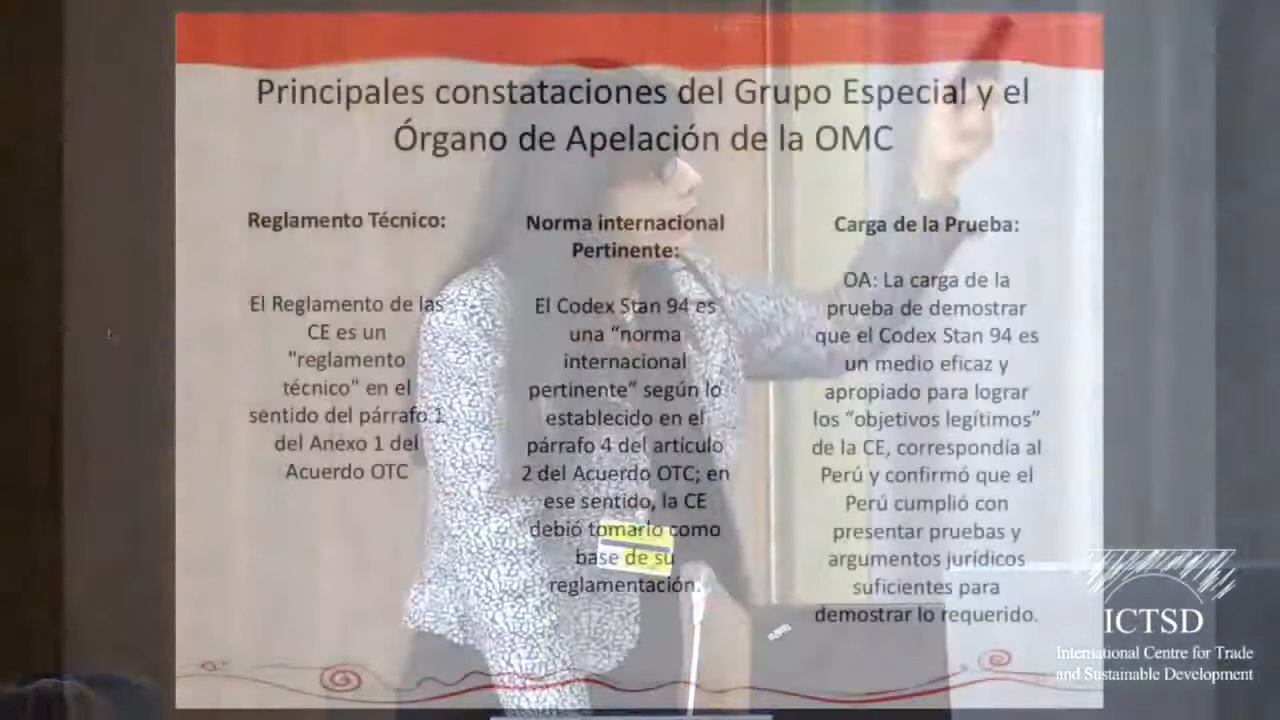 Principales constataciones del Grupo Especial y el
Órgano de Apelación de la OMC
Reglamento Técnico:
El Reglamento de las
CE es un
"reglamento
técnico" en el
sentido del párrafo 1
del Anexo 1 del
Acuerdo OTC
Norma internacional
Pertinente:
El Codex Stan 94 es
una “norma
internacional
pertinente” según lo
establecido en el
párrafo 4 del artículo
2 del Acuerdo OTC; en
ese sentido, la CE
debió tomarlo como
base de su
reglamentación.
Carga de la Prueba:
OA: La carga de la
prueba de demostrar
que el Codex Stan 94 es
un medio eficaz y
apropiado para lograr
los “objetivos legítimos”
de la CE, correspondía al
Perú y confirmó que el
Perú cumplió con
presentar pruebas y
argumentos jurídicos
suficientes para
demostrar lo requerido.
ICTSD
International Centre for Trade
and Sustainable Development